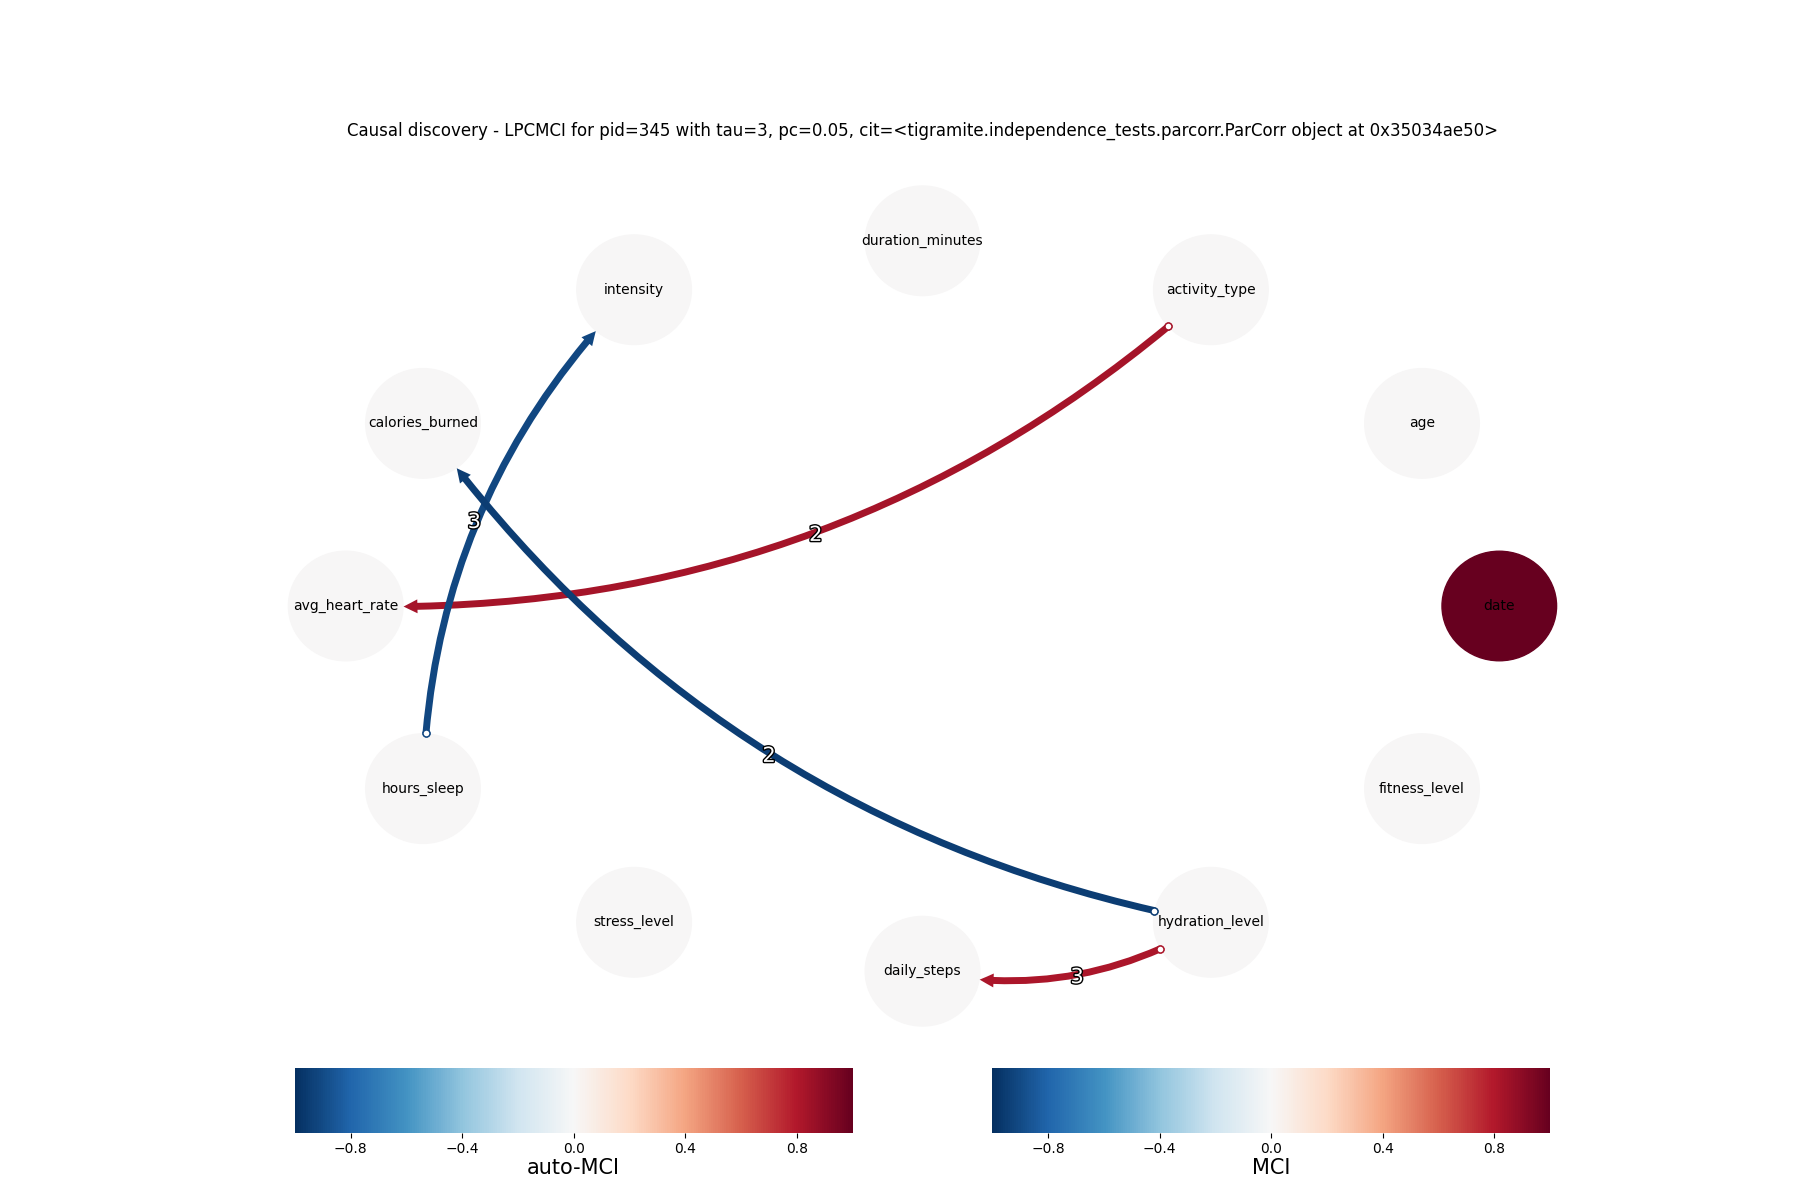 Causal discovery - LPCMCI for pid=345 with tau=3, pc=0.05, cit=<tigramite.independence_tests.parcorr.ParCorr object at 0x35034ae50>
duration_minutes
intensity
activity_type
calories_burned
age
3
2
avg_heart_rate
date
2
hours_sleep
fitness_level
stress_level
hydration_level
daily_steps
3
−0.8 −0.4 0.0 0.4 0.8
auto-MCI
−0.8 −0.4 0.0 0.4 0.8
MCI